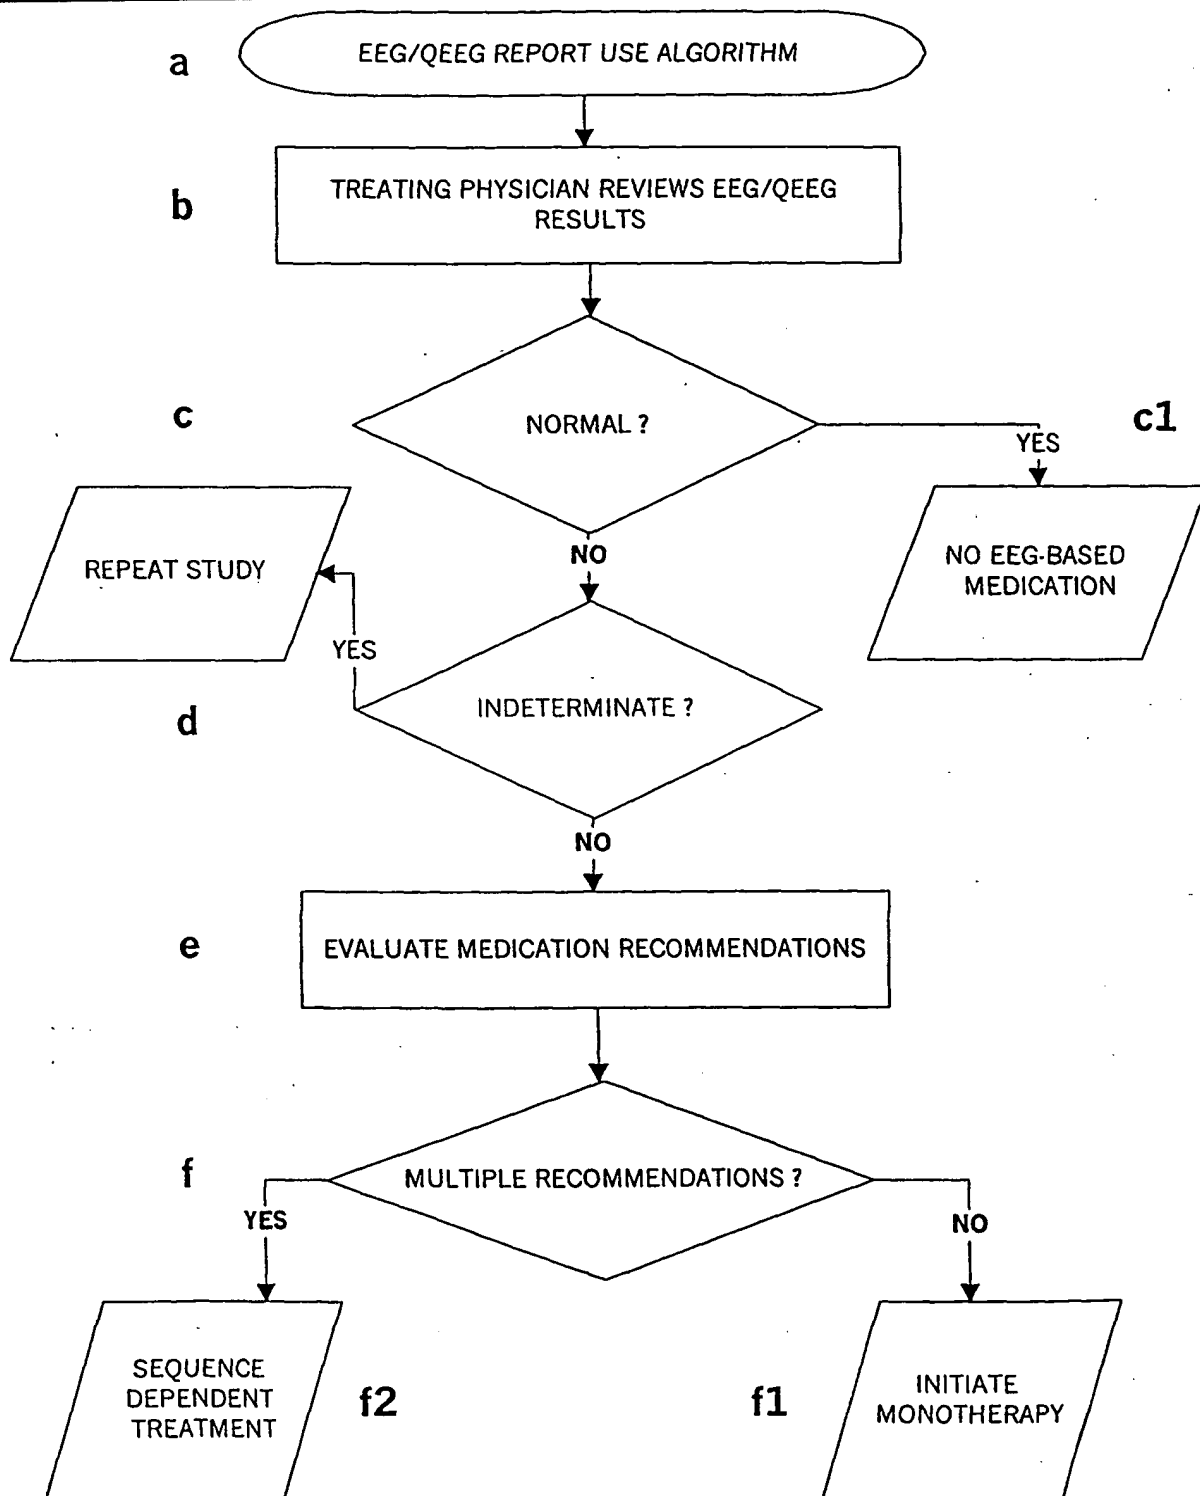 a
EEG/QEEG REPORT USE ALGORITHM
b
TREATING PHYSICIAN REVIEWS EEG/QEEG
RESULTS
c
NORMAL ?
c1
YES
REPEAT STUDY
NO
NO EEG-BASED
MEDICATION
YES
d
INDETERMINATE ?
NO
e
EVALUATE MEDICATION RECOMMENDATIONS
f
MULTIPLE RECOMMENDATIONS ?
YES
NO
SEQUENCE
DEPENDENT
TREATMENT
f2
f1
INITIATE
MONOTHERAPY